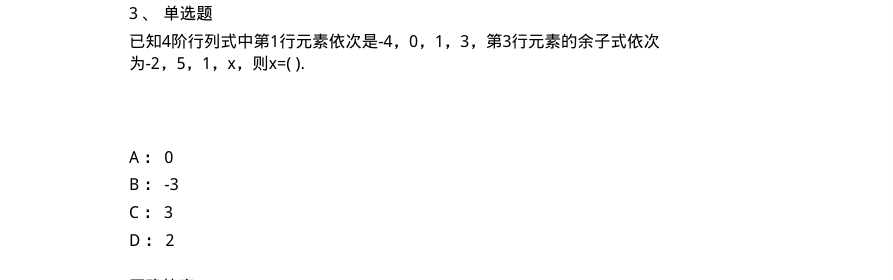 3 、 单选题
已知4阶行列式中第1行元素依次是-4，0，1，3，第3行元素的余子式依次
为-2，5，1，x，则x=( ).
A ： 0
B ： -3
C ： 3
D ： 2